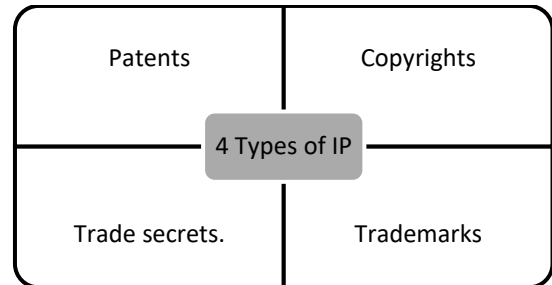 Patents
Copyrights
4 Types of IP
Trade secrets.
Trademarks